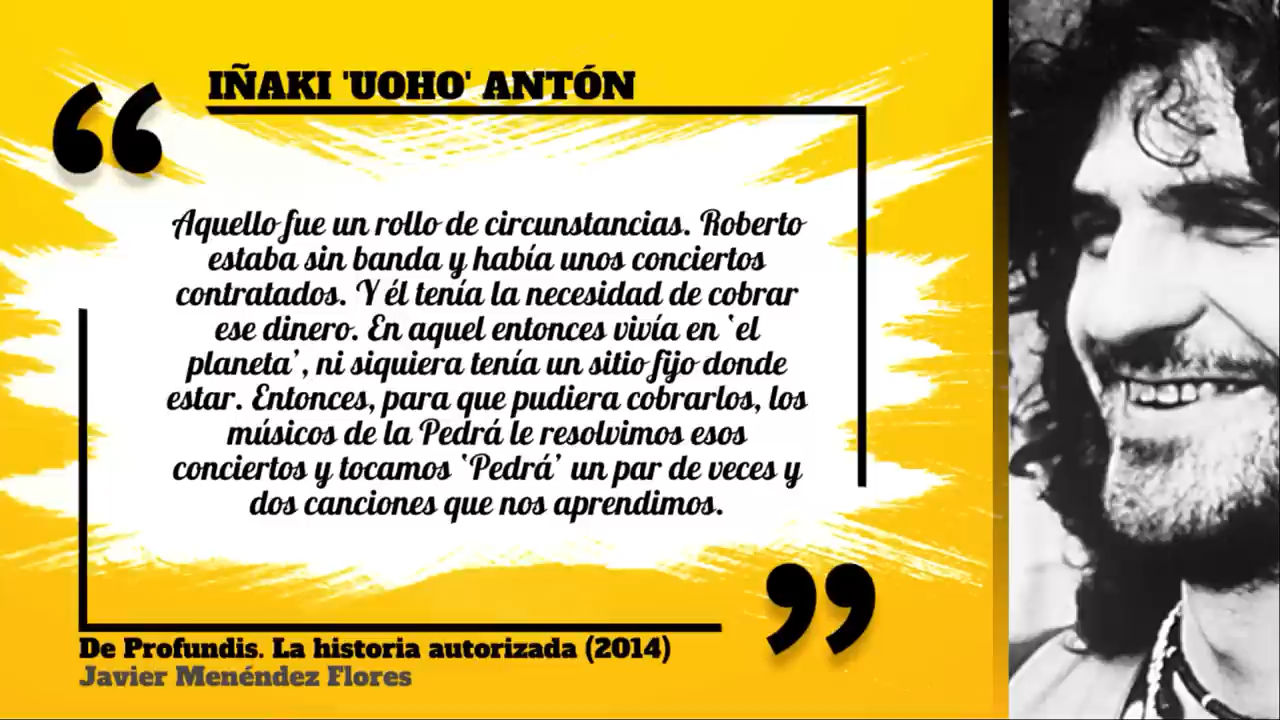 IÑAKI 'UOHO' ANTÓN
“
Aquello fue un rollo de circunstancias. Roberto
estaba sin banda y había unos conciertos
contratados. Y él tenía la necesidad de cobrar
ese dinero. En aquel entonces vivía en ‘el
planeta’, ni siquiera tenía un sitio fijo donde
estar. Entonces, para que pudiera cobrarlos, los
músicos de la Pedrá le resolvimos esos
conciertos y tocamos ‘Pedrá’ un par de veces y
dos canciones que nos aprendimos.
”
De Profundis. La historia autorizada (2014)
Javier Menéndez Flores